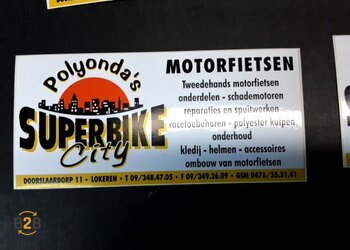 Polyonda's
SUPERBIKE
City
MOTORFIETSEN
Tweedehands motorfietsen
onderdelen - schademotoren
reparaties en spuitwerken
racetoebehoren - polyester kuipen
onderhoud
kledij - helmen - accessoires
ombouw van motorfietsen
DOORSLAARDORP 11 - LOKEREN - T 09/348.47.05 - F 09/349.26.09 - GSM 0476/35.31.41
B2B